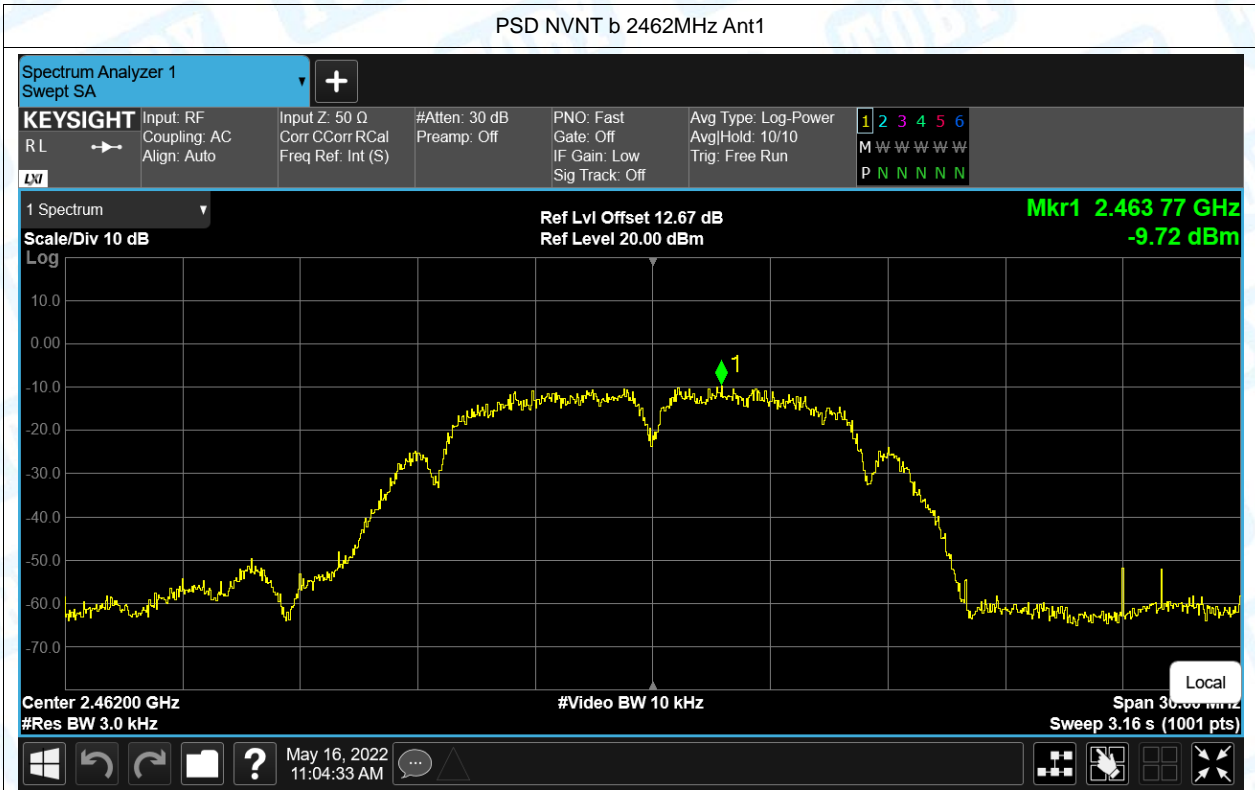 PSD NVNT b 2462MHz Ant1
Spectrum Analyzer 1
Swept SA
KEYSIGHT
R L
LXI
Input: RF
Coupling: AC
Align: Auto
Input Z: 50 Ω
Corr CCorr RCal
Freq Ref: Int (S)
#Atten: 30 dB
Preamp: Off
PNO: Fast
Gate: Off
IF Gain: Low
Sig Track: Off
Avg Type: Log-Power
Avg|Hold: 10/10
Trig: Free Run
1 2 3 4 5 6
M W W W W W
P N N N N N
1 Spectrum
Scale/Div 10 dB
Ref Lvl Offset 12.67 dB
Ref Level 20.00 dBm
Mkr1 2.463 77 GHz
-9.72 dBm
Log
10.0
0.00
-10.0
-20.0
-30.0
-40.0
-50.0
-60.0
-70.0
1
Center 2.46200 GHz
#Res BW 3.0 kHz
#Video BW 10 kHz
Local
Span 30.00 MHz
Sweep 3.16 s (1001 pts)
?
May 16, 2022
11:04:33 AM